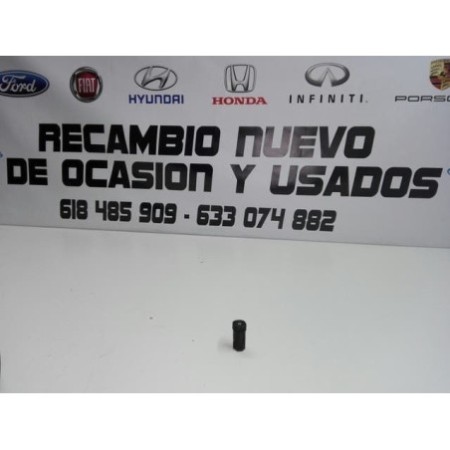 Ford FIAT HYUNDAI HONDA INFINITI. PORSC
RECAMBIO NUEVO
DE OCASION Y USADOS
618 485 909 - 633 074 882